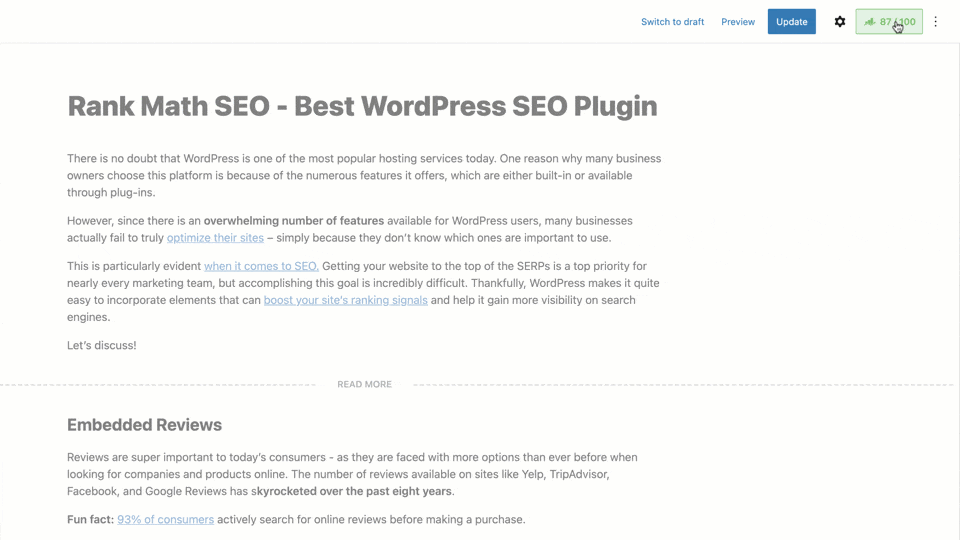 Switch to draft Preview Update 87 / 100
Rank Math SEO - Best WordPress SEO Plugin
There is no doubt that WordPress is one of the most popular hosting services today. One reason why many business
owners choose this platform is because of the numerous features it offers, which are either built-in or available
through plug-ins.
However, since there is an overwhelming number of features available for WordPress users, many businesses
actually fail to truly optimize their sites – simply because they don't know which ones are important to use.
This is particularly evident when it comes to SEO. Getting your website to the top of the SERPs is a top priority for
nearly every marketing team, but accomplishing this goal is incredibly difficult. Thankfully, WordPress makes it quite
easy to incorporate elements that can boost your site's ranking signals and help it gain more visibility on search
engines.
Let's discuss!
READ MORE
Embedded Reviews
Reviews are super important to today's consumers - as they are faced with more options than ever before when
looking for companies and products online. The number of reviews available on sites like Yelp, TripAdvisor,
Facebook, and Google Reviews has skyrocketed over the past eight years.
Fun fact: 93% of consumers actively search for online reviews before making a purchase.